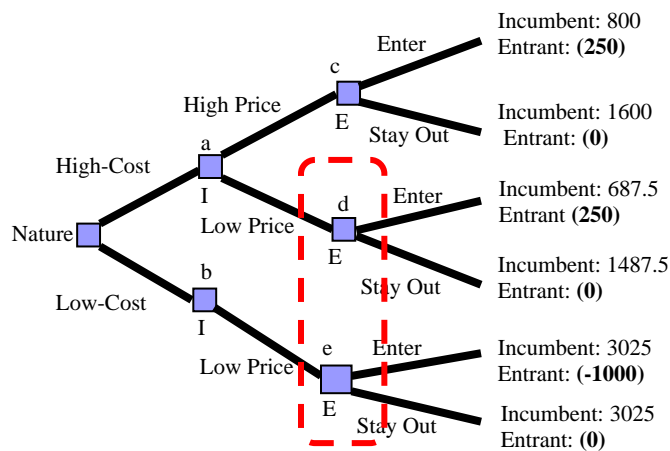 Incumbent: 800
Enter
Entrant: (250)
c
High Price
Incumbent: 1600
E
Stay Out
Entrant: (0)
a
High-Cost
Incumbent: 687.5
Enter
I
d
Entrant (250)
Low Price
Nature
E
Incumbent: 1487.5
Stay Out
Entrant: (0)
b
Low-Cost
I
e
Enter
Incumbent: 3025
Low Price
Entrant: (-1000)
E
Incumbent: 3025
Stay Out
Entrant: (0)